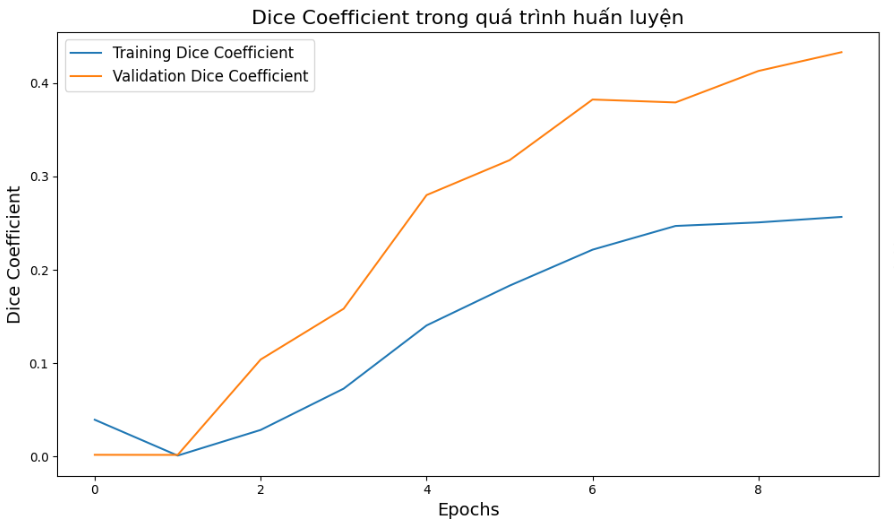 Dice Coefficient trong quá trình huấn luyện
Training Dice Coefficient
Validation Dice Coefficient
Dice Coefficient
0.4
0.3
0.2
0.1
0.0
0 2 4 6 8
Epochs